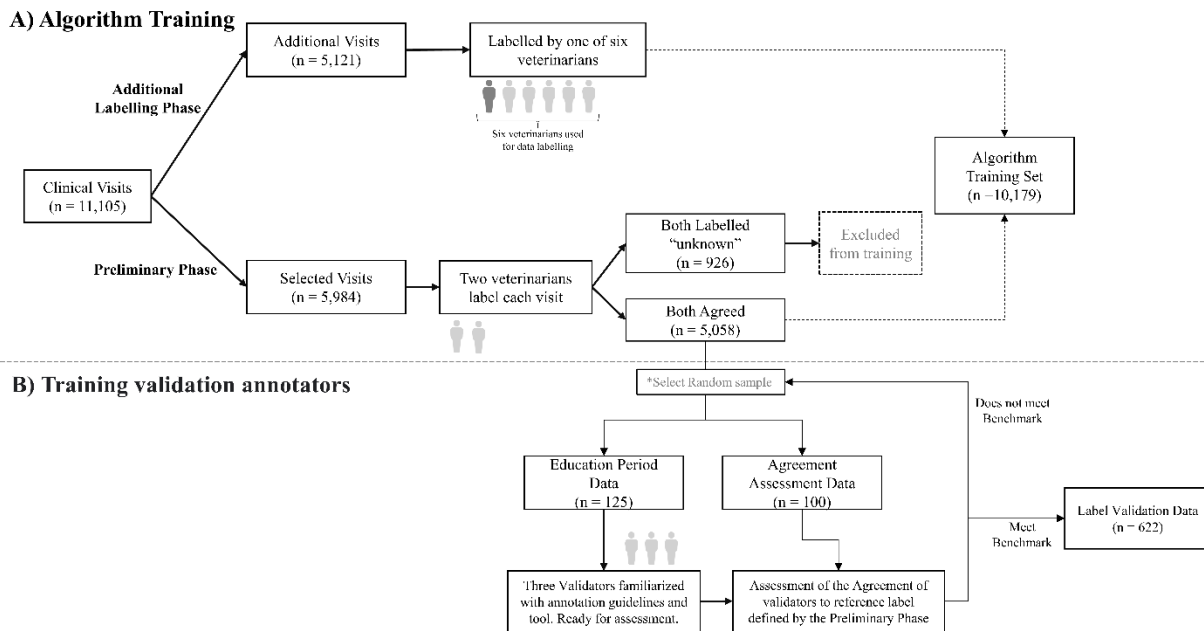 A) Algorithm Training
Additional Visits
(n = 5,121)
Labelled by one of six
veterinarians
Additional
Labelling Phase
Six veterinarians used
for data labelling
Clinical Visits
(n = 11,105)
Algorithm
Training Set
(n –10,179)
Both Labelled
“unknown”
(n = 926)
Excluded
from training
Preliminary Phase
Selected Visits
(n = 5,984)
Two veterinarians
label each visit
Both Agreed
(n = 5,058)
B) Training validation annotators
*Select Random sample
Does not meet
Benchmark
Education Period
Data
(n = 125)
Agreement
Assessment Data
(n = 100)
Label Validation Data
(n = 622)
Meet
Benchmark
Three Validators familiarized
with annotation guidelines and
tool. Ready for assessment.
Assessment of the Agreement of
validators to reference label
defined by the Preliminary Phase